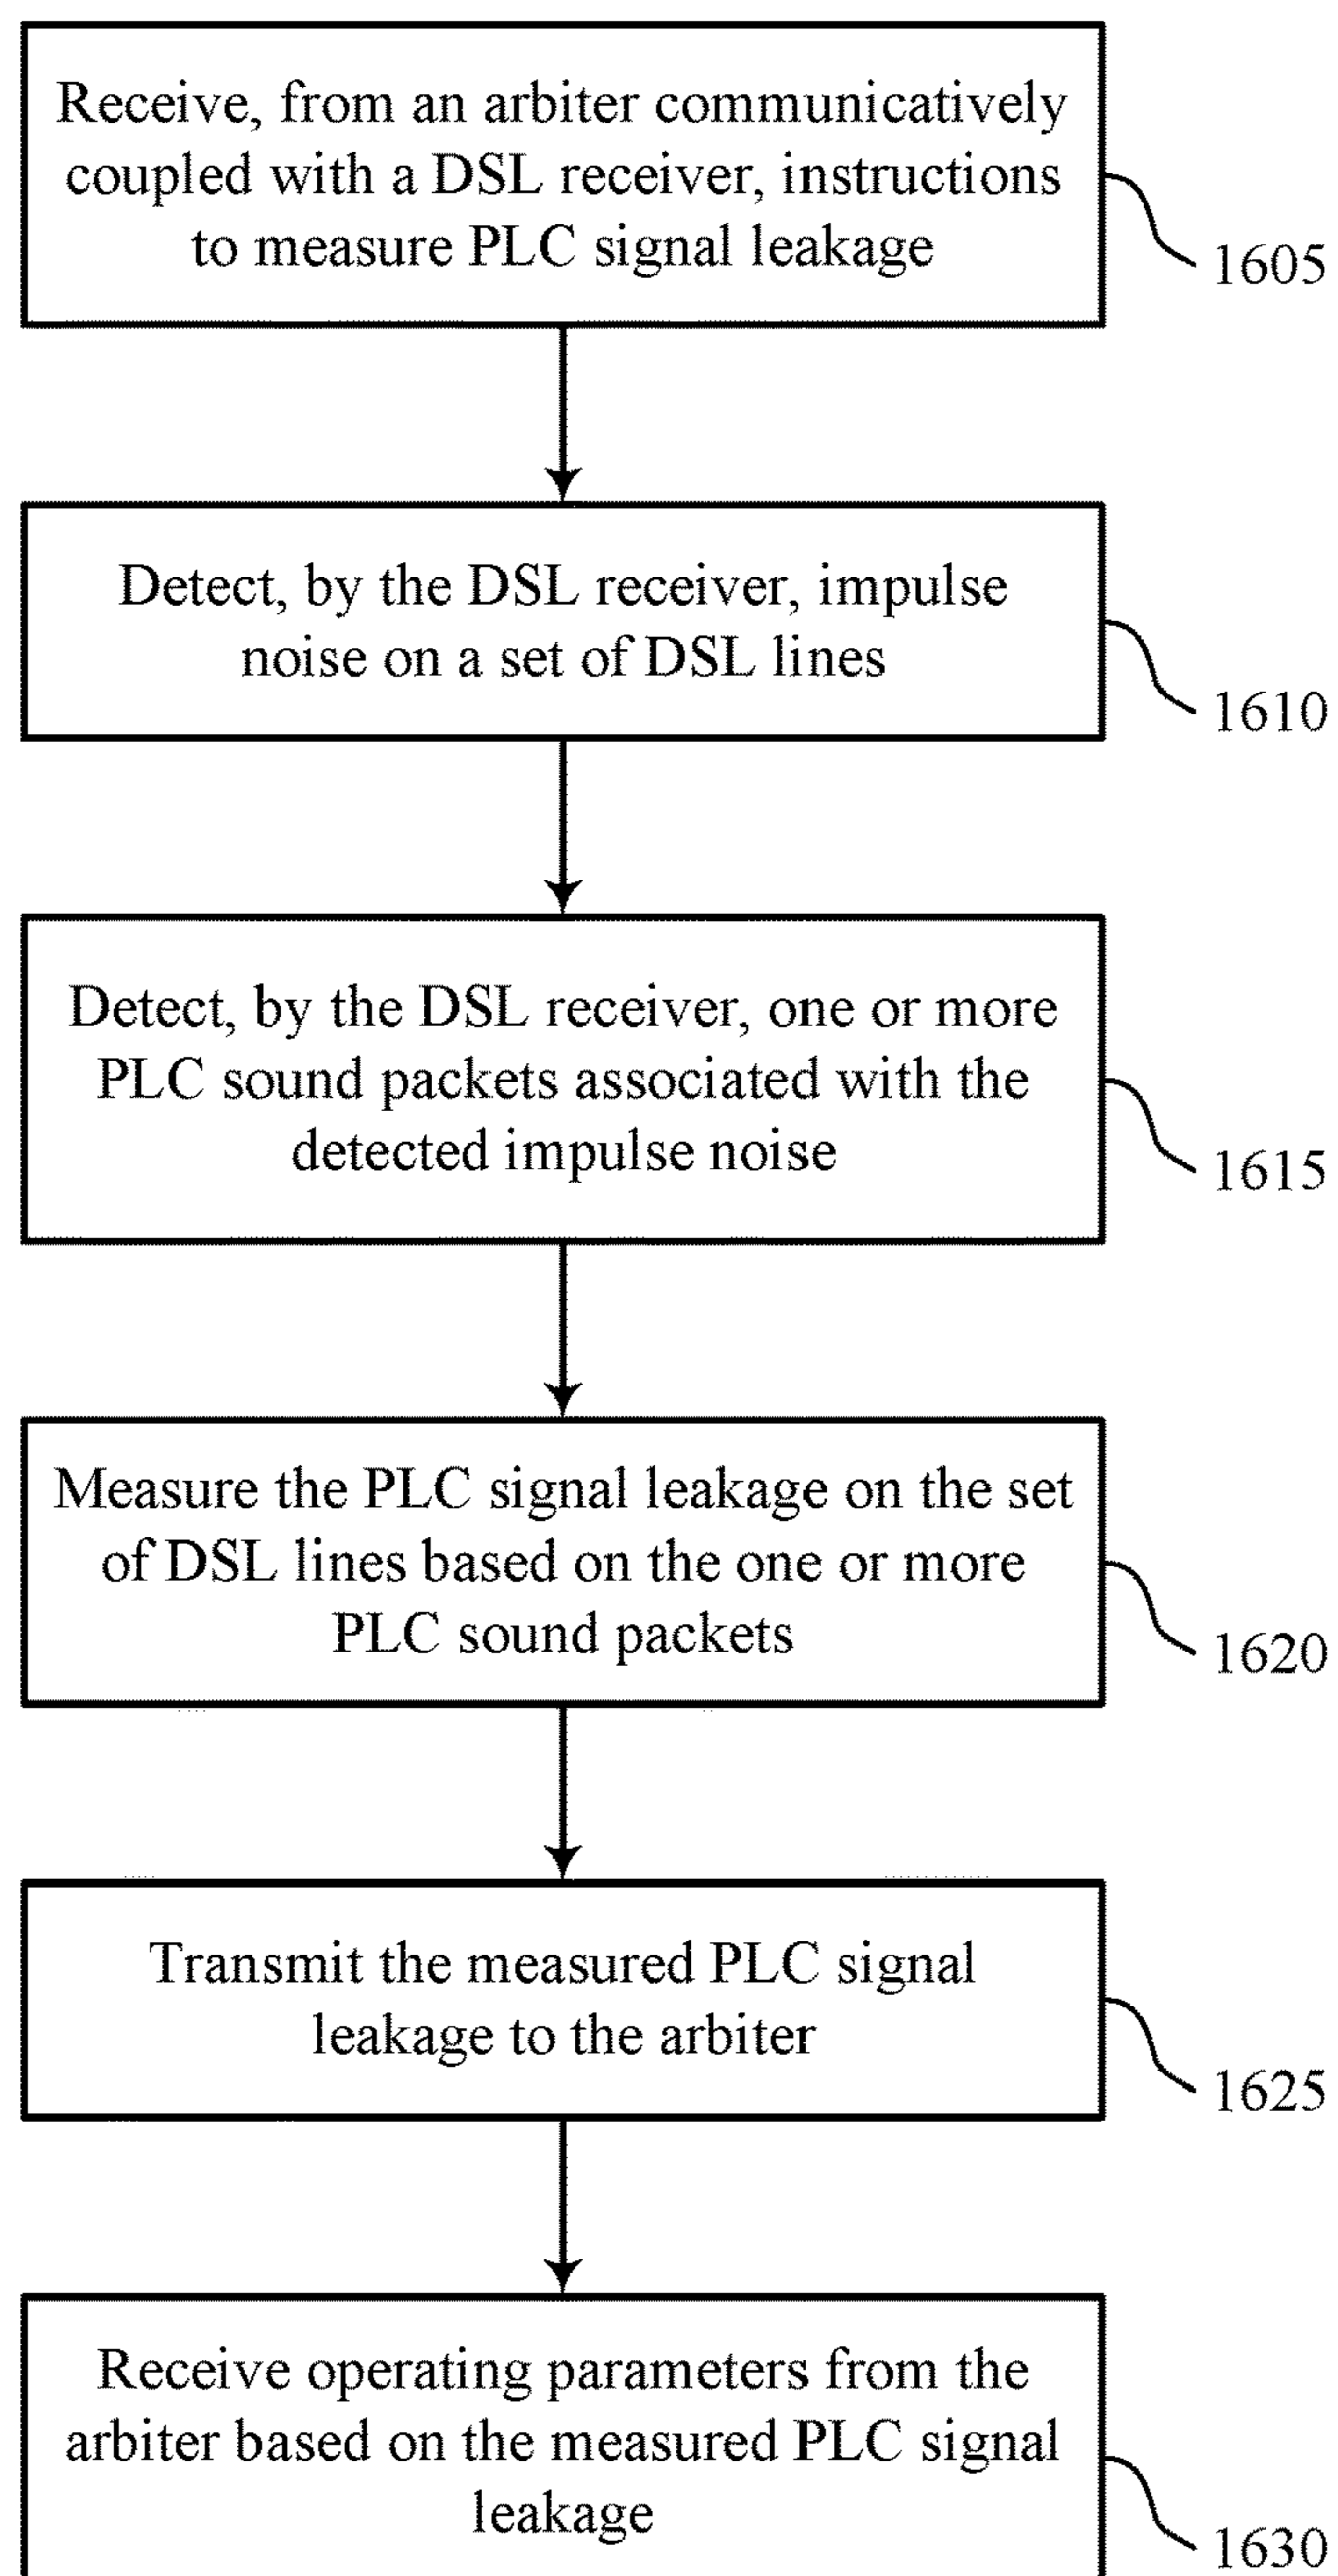 Receive, from an arbiter communicatively
coupled with a DSL receiver, instructions
to measure PLC signal leakage
1605
Detect, by the DSL receiver, impulse
noise on a set of DSL lines
1610
Detect, by the DSL receiver, one or more
PLC sound packets associated with the
detected impulse noise
1615
Measure the PLC signal leakage on the set
of DSL lines based on the one or more
PLC sound packets
1620
Transmit the measured PLC signal
leakage to the arbiter
1625
Receive operating parameters from the
arbiter based on the measured PLC signal
leakage
1630